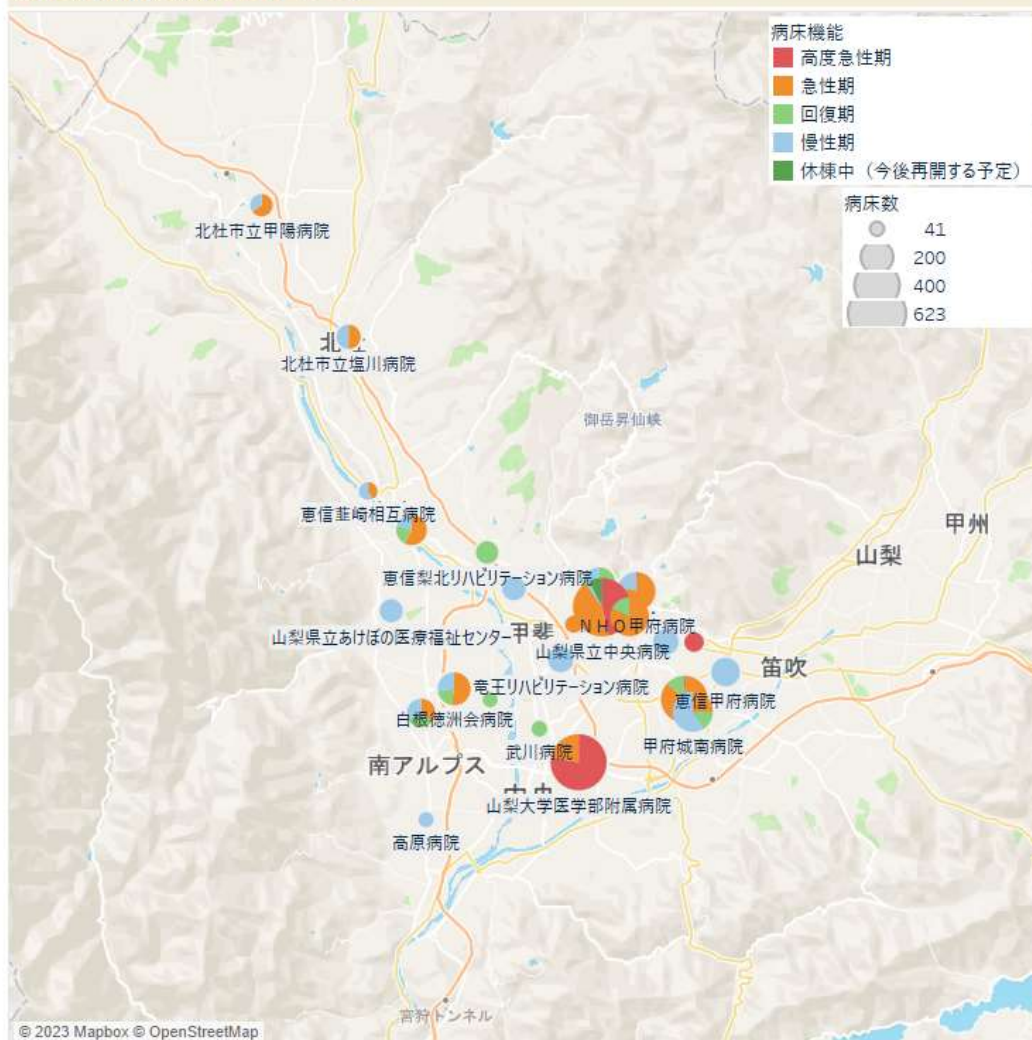 病床機能
高度急性期
急性期
回復期
慢性期
休棟中（今後再開する予定）
病床数
41
200
400
623
北杜市立甲陽病院
北杜市立塩川病院
御岳昇仙峡
恵信韮崎相互病院
甲州
山梨
恵信梨北リハビリテーション病院
NHO甲府病院
山梨県立あけぼの医療福祉センター
甲斐
山梨県立中央病院
笛吹
竜王リハビリテーション病院
恵信甲府病院
白根徳洲会病院
武川病院
甲府城南病院
南アルプス
山梨大学医学部附属病院
高原病院
宮狩トンネル
© 2023 Mapbox © OpenStreetMap